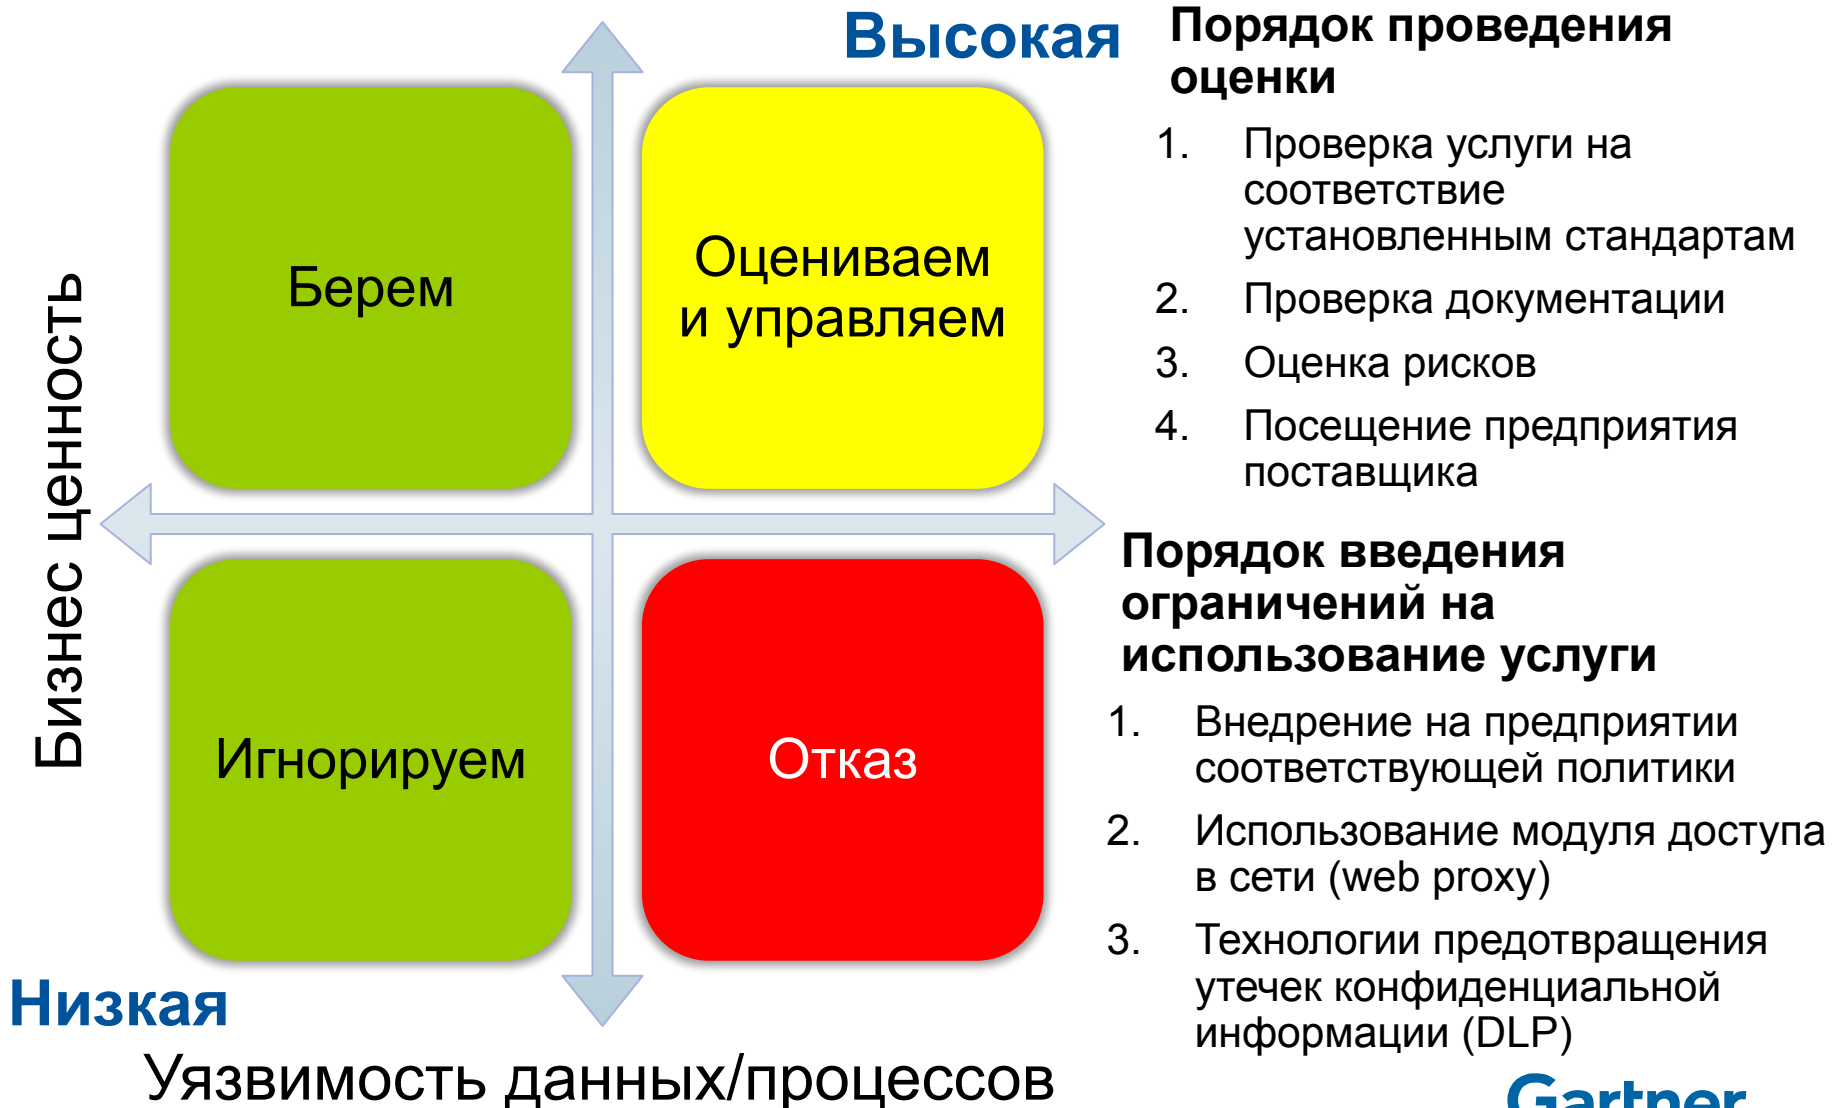 Высокая
Бизнес ценность
Берем
Оцениваем
и управляем
Игнорируем
Отказ
Низкая
Уязвимость данных/процессов
Порядок проведения
оценки
1. Проверка услуги на
соответствие
установленным стандартам
2. Проверка документации
3. Оценка рисков
4. Посещение предприятия
поставщика
Порядок введения
ограничений на
использование услуги
1. Внедрение на предприятии
соответствующей политики
2. Использование модуля доступа
в сети (web proxy)
3. Технологии предотвращения
утечек конфиденциальной
информации (DLP)
Gartner